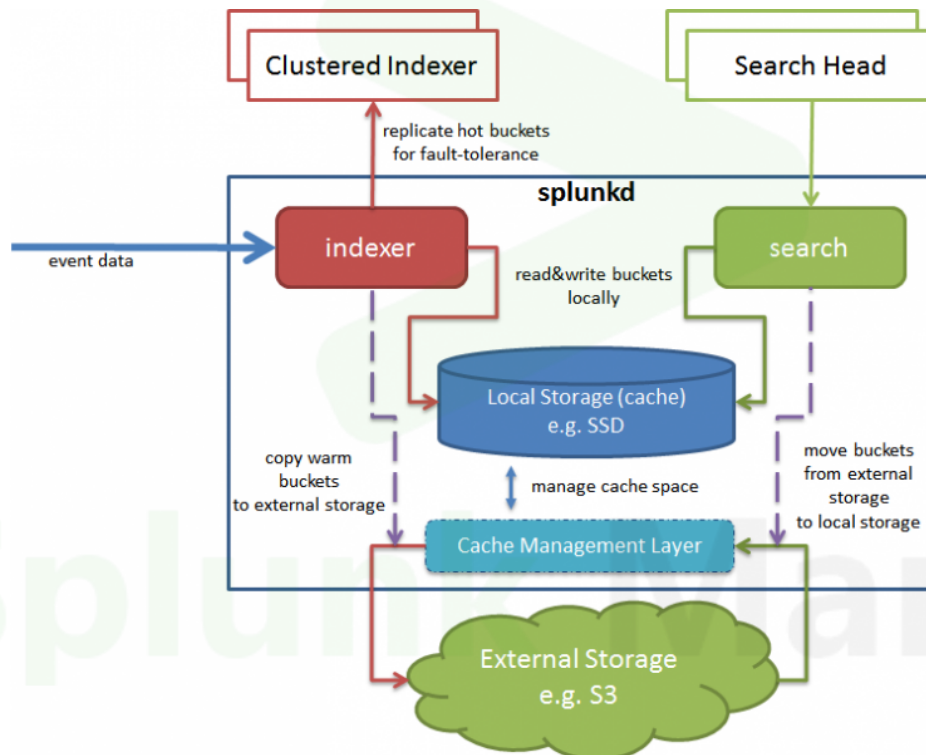 Clustered Indexer
Search Head
replicate hot buckets
for fault-tolerance
splunkd
indexer
search
event data
read&write buckets
locally
Local Storage (cache)
e.g. SSD
copy warm
buckets
to external storage
manage cache space
move buckets
from external
storage
to local storage
Cache Management Layer
Splunk Man
External Storage
e.g. S3